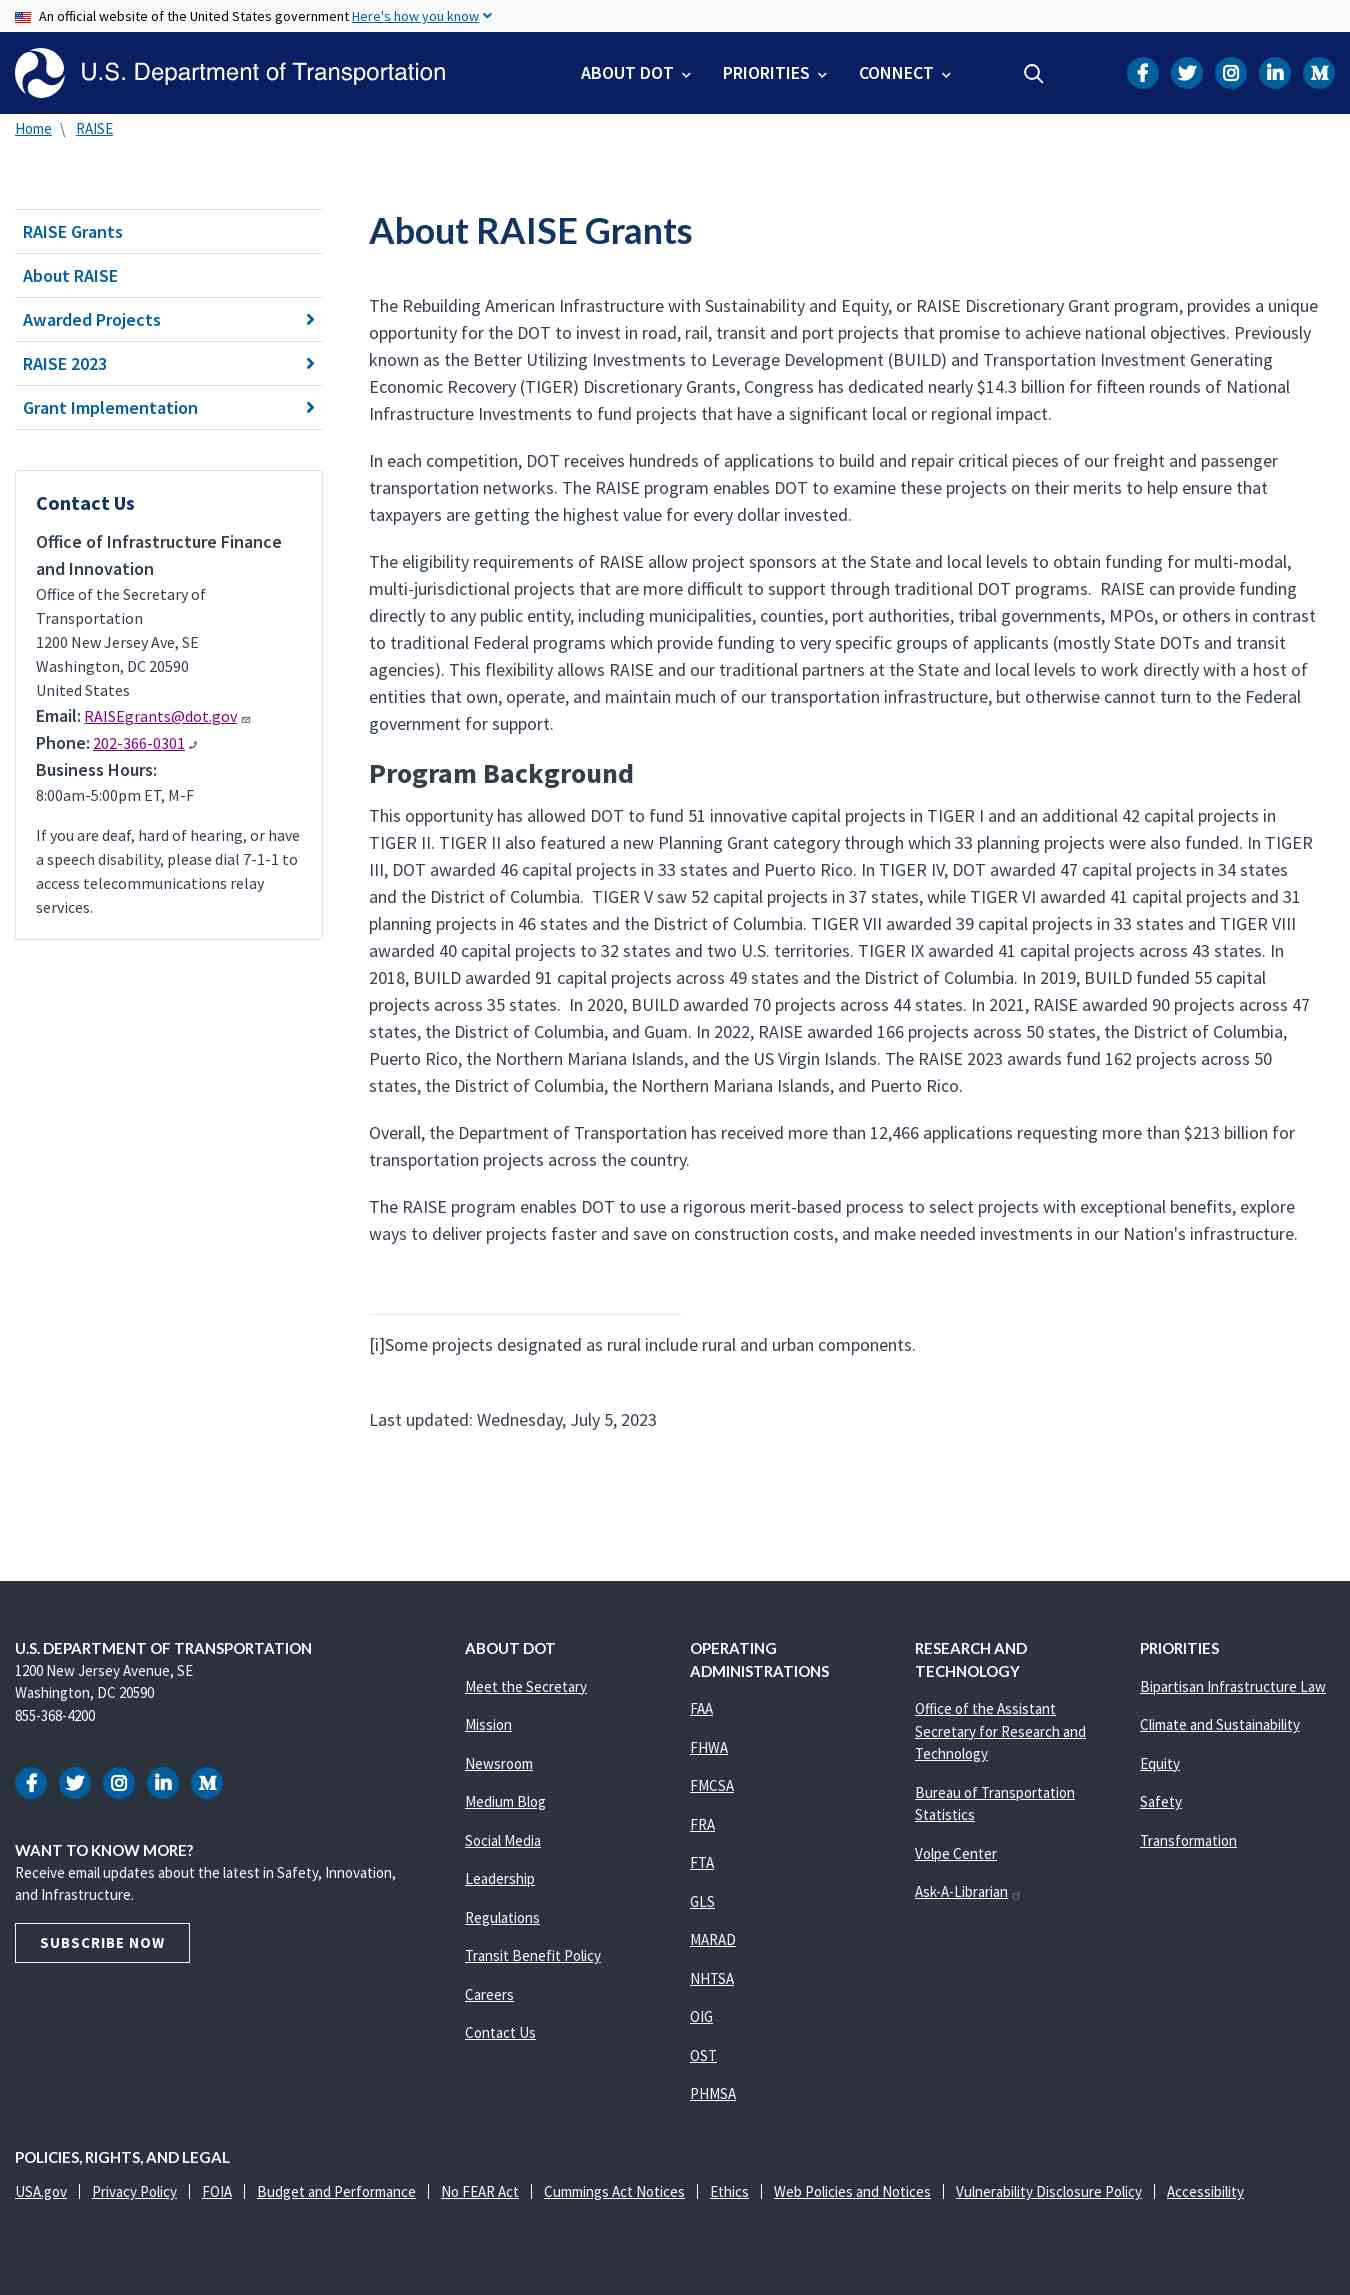 An official website of the United States government Here's how you know
U.S. Department of Transportation
ABOUT DOT
PRIORITIES
CONNECT
Home \ RAISE
RAISE Grants
About RAISE
Awarded Projects
RAISE 2023
Grant Implementation
Contact Us
Office of Infrastructure Finance
and Innovation
Office of the Secretary of
Transportation
1200 New Jersey Ave, SE
Washington, DC 20590
United States
Email: RAISEgrants@dot.gov
Phone: 202-366-0301
Business Hours:
8:00am-5:00pm ET, M-F
If you are deaf, hard of hearing, or have
a speech disability, please dial 7-1-1 to
access telecommunications relay
services.
About RAISE Grants
The Rebuilding American Infrastructure with Sustainability and Equity, or RAISE Discretionary Grant program, provides a unique
opportunity for the DOT to invest in road, rail, transit and port projects that promise to achieve national objectives. Previously
known as the Better Utilizing Investments to Leverage Development (BUILD) and Transportation Investment Generating
Economic Recovery (TIGER) Discretionary Grants, Congress has dedicated nearly $14.3 billion for fifteen rounds of National
Infrastructure Investments to fund projects that have a significant local or regional impact.
In each competition, DOT receives hundreds of applications to build and repair critical pieces of our freight and passenger
transportation networks. The RAISE program enables DOT to examine these projects on their merits to help ensure that
taxpayers are getting the highest value for every dollar invested.
The eligibility requirements of RAISE allow project sponsors at the State and local levels to obtain funding for multi-modal,
multi-jurisdictional projects that are more difficult to support through traditional DOT programs.  RAISE can provide funding
directly to any public entity, including municipalities, counties, port authorities, tribal governments, MPOs, or others in contrast
to traditional Federal programs which provide funding to very specific groups of applicants (mostly State DOTs and transit
agencies). This flexibility allows RAISE and our traditional partners at the State and local levels to work directly with a host of
entities that own, operate, and maintain much of our transportation infrastructure, but otherwise cannot turn to the Federal
government for support.
Program Background
This opportunity has allowed DOT to fund 51 innovative capital projects in TIGER I and an additional 42 capital projects in
TIGER II. TIGER II also featured a new Planning Grant category through which 33 planning projects were also funded. In TIGER
III, DOT awarded 46 capital projects in 33 states and Puerto Rico. In TIGER IV, DOT awarded 47 capital projects in 34 states
and the District of Columbia.  TIGER V saw 52 capital projects in 37 states, while TIGER VI awarded 41 capital projects and 31
planning projects in 46 states and the District of Columbia. TIGER VII awarded 39 capital projects in 33 states and TIGER VIII
awarded 40 capital projects to 32 states and two U.S. territories. TIGER IX awarded 41 capital projects across 43 states. In
2018, BUILD awarded 91 capital projects across 49 states and the District of Columbia. In 2019, BUILD funded 55 capital
projects across 35 states.  In 2020, BUILD awarded 70 projects across 44 states. In 2021, RAISE awarded 90 projects across 47
states, the District of Columbia, and Guam. In 2022, RAISE awarded 166 projects across 50 states, the District of Columbia,
Puerto Rico, the Northern Mariana Islands, and the US Virgin Islands. The RAISE 2023 awards fund 162 projects across 50
states, the District of Columbia, the Northern Mariana Islands, and Puerto Rico.
Overall, the Department of Transportation has received more than 12,466 applications requesting more than $213 billion for
transportation projects across the country.
The RAISE program enables DOT to use a rigorous merit-based process to select projects with exceptional benefits, explore
ways to deliver projects faster and save on construction costs, and make needed investments in our Nation's infrastructure.
[i]Some projects designated as rural include rural and urban components.
Last updated: Wednesday, July 5, 2023
U.S. DEPARTMENT OF TRANSPORTATION
1200 New Jersey Avenue, SE
Washington, DC 20590
855-368-4200
WANT TO KNOW MORE?
Receive email updates about the latest in Safety, Innovation,
and Infrastructure.
SUBSCRIBE NOW
ABOUT DOT
Meet the Secretary
Mission
Newsroom
Medium Blog
Social Media
Leadership
Regulations
Transit Benefit Policy
Careers
Contact Us
OPERATING
ADMINISTRATIONS
FAA
FHWA
FMCSA
FRA
FTA
GLS
MARAD
NHTSA
OIG
OST
PHMSA
RESEARCH AND
TECHNOLOGY
Office of the Assistant
Secretary for Research and
Technology
Bureau of Transportation
Statistics
Volpe Center
Ask-A-Librarian
PRIORITIES
Bipartisan Infrastructure Law
Climate and Sustainability
Equity
Safety
Transformation
POLICIES, RIGHTS, AND LEGAL
USA.gov | Privacy Policy | FOIA | Budget and Performance | No FEAR Act | Cummings Act Notices | Ethics | Web Policies and Notices | Vulnerability Disclosure Policy | Accessibility